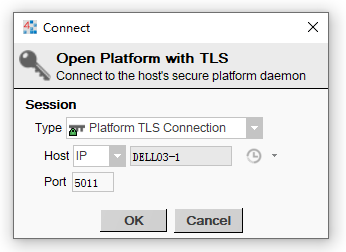 Connect
Open Platform with TLS
Connect to the host's secure platform daemon
Session
Type Platform TLS Connection
Host IP DELL03-1
Port 5011
OK Cancel